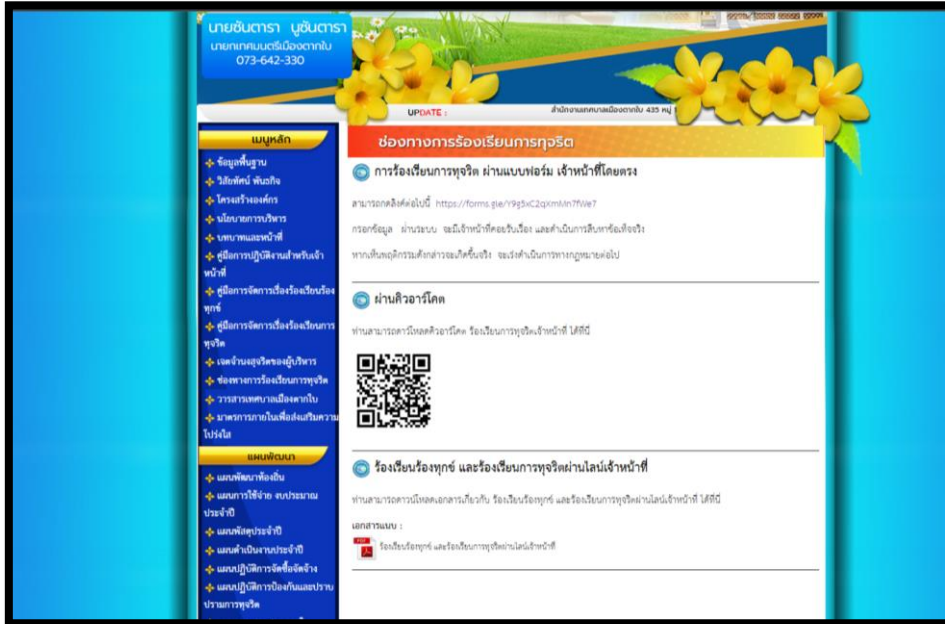 นายซันตารา นูซันตารา
นายกเทศมนตรีเมืองตากใบ
073-642-330
UPDATE :
สำนักงานเทศบาลเมืองตากใบ 435 หมู่
เมนูหลัก
ข้อมูลพื้นฐาน
วิสัยทัศน์ พันธกิจ
โครงสร้างองค์กร
นโยบายการบริหาร
บทบาทและหน้าที่
คู่มือการปฏิบัติงานสำหรับเจ้า
หน้าที่
คู่มือการจัดการเรื่องร้องเรียนร้อง
ทุกข์
คู่มือการจัดการเรื่องร้องเรียนการ
ทุจริต
เจตจำนงสุจริตของผู้บริหาร
ช่องทางการร้องเรียนการทุจริต
วารสารเทศบาลเมืองตากใบ
มาตรการภายในเพื่อส่งเสริมความ
โปร่งใส
แผนพัฒนา
แผนพัฒนาท้องถิ่น
แผนการใช้จ่าย งบประมาณ
ประจำปี
แผนพัสดุประจำปี
แผนดำเนินงานประจำปี
แผนปฏิบัติการจัดซื้อจัดจ้าง
แผนปฏิบัติการป้องกันและปราบ
ปรามการทุจริต
ช่องทางการร้องเรียนการทุจริต
การร้องเรียนการทุจริต ผ่านแบบฟอร์ม เจ้าหน้าที่โดยตรง
สามารถกดลิงค์ต่อไปนี้ https://forms.gle/Y9g5xC2qXmMn7fWe7
กรอกข้อมูล ผ่านระบบ จะมีเจ้าหน้าที่คอยรับเรื่อง และดำเนินการสืบหาข้อเท็จจริง
หากเห็นพฤติกรรมดังกล่าวจะเกิดขึ้นจริง จะเร่งดำเนินการทางกฎหมายต่อไป
ผ่านคิวอาร์โคต
ท่านสามารถดาวโหลดคิวอาร์โคต ร้องเรียนการทุจริตเจ้าหน้าที่ ได้ที่นี่
ร้องเรียนร้องทุกข์ และร้องเรียนการทุจริตผ่านไลน์เจ้าหน้าที่
ท่านสามารถดาวน์โหลดเอกสารเกี่ยวกับ ร้องเรียนร้องทุกข์ และร้องเรียนการทุจริตผ่านไลน์เจ้าหน้าที่ ได้ที่นี่
เอกสารแนบ :
ร้องเรียนร้องทุกข์ และร้องเรียนการทุจริตผ่านไลน์เจ้าหน้าที่